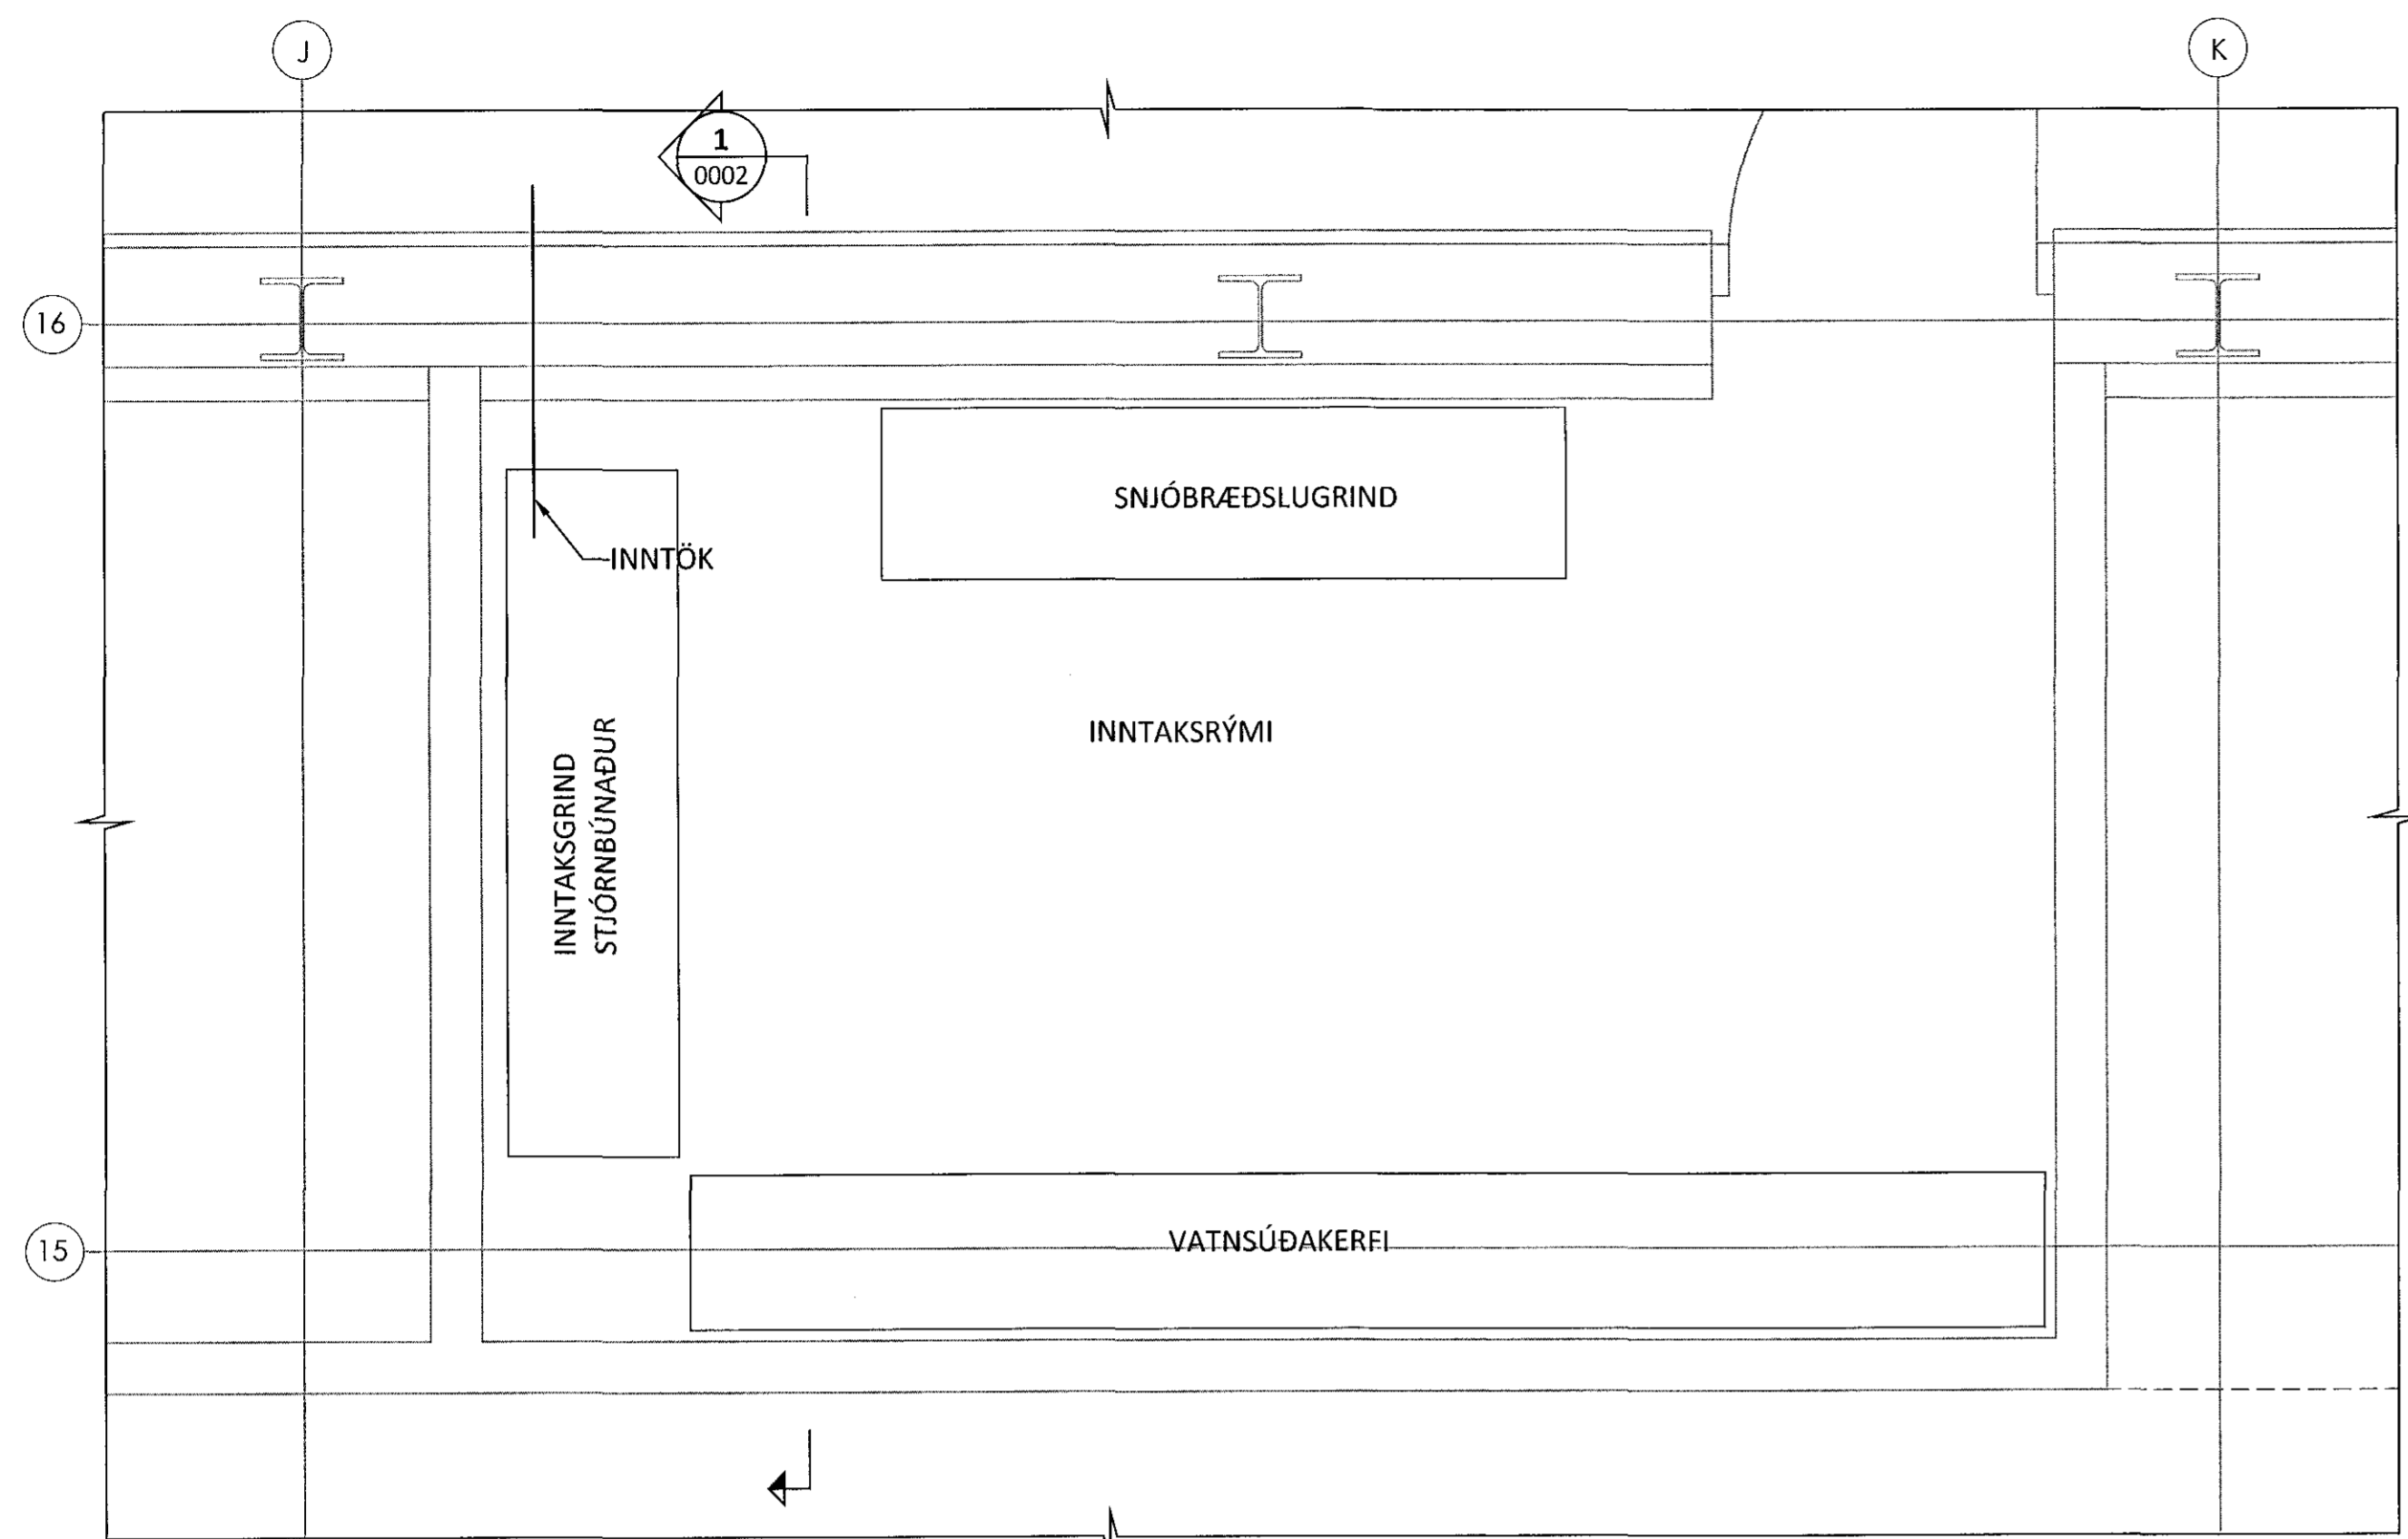 J
K
1
0002
16
SNJÓBRÆÐSLUGRIND
INNTÖK
INNTAKSRÝMI
INNTAKSGRIND
STJÓRNBÚNAÐUR
15
VATNSÚÐAKERFI